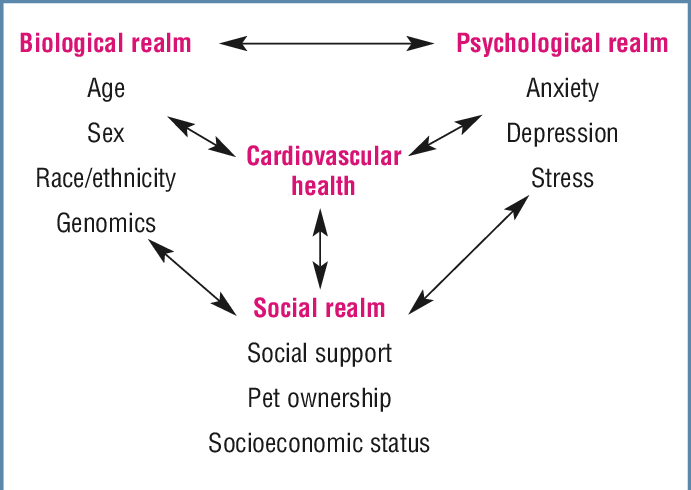 Biological realm
Age
Sex
Race/ethnicity
Genomics
Psychological realm
Anxiety
Depression
Stress
Cardiovascular
health
Social realm
Social support
Pet ownership
Socioeconomic status